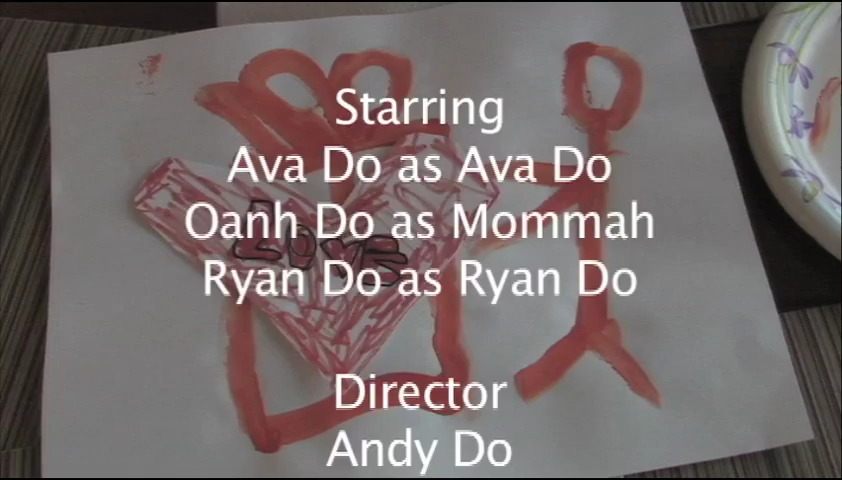 Starring
Ava Do as Ava Do
Oanh Do as Mommah
Ryan Do as Ryan Do
Director
Andy Do
Love